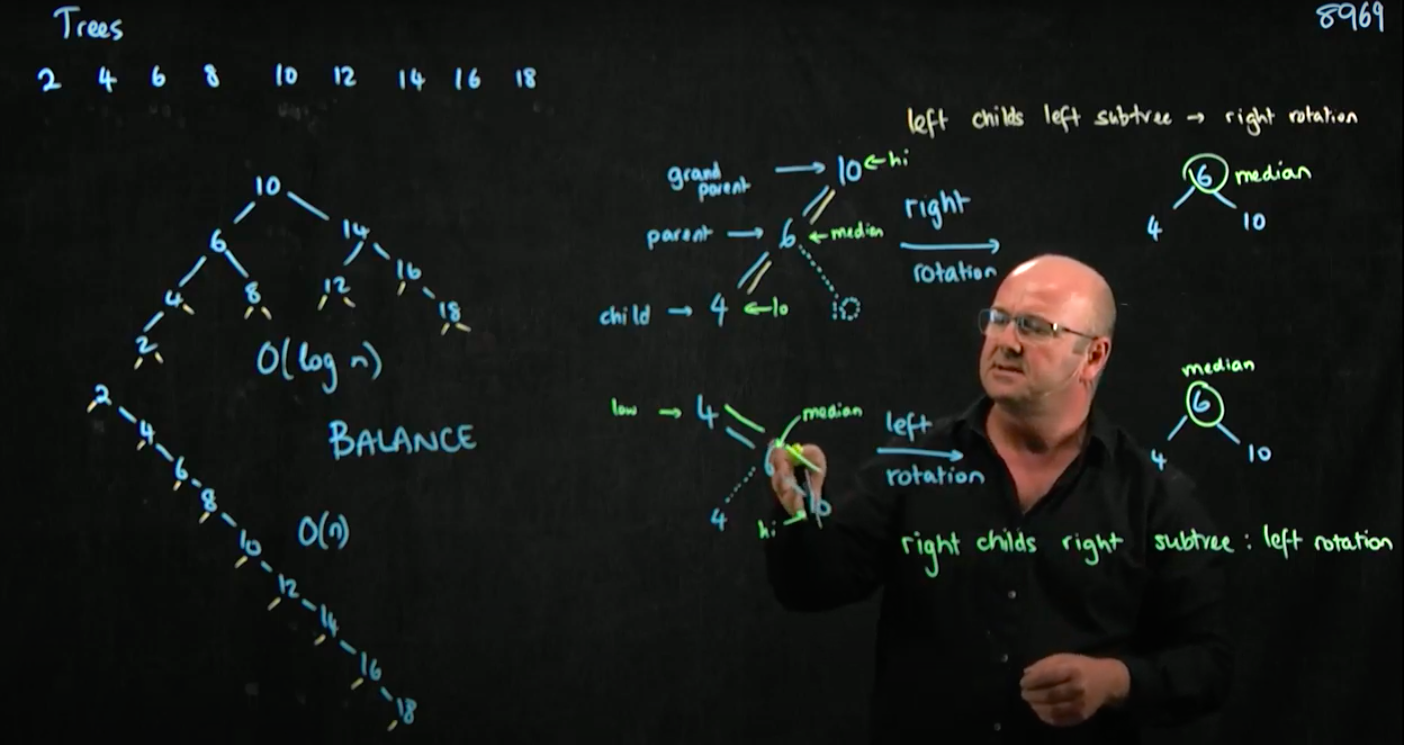 Trees
8969
2 4 6 8 10 12 14 16 18
left childs left subtree → right rotation
10
6 14
4 8 12 16
2 18
O(log n)
2
4
6
8
10
12
14
16
18
BALANCE
O(n)
grand parent → 10 ← hi
parent → 6 ← median
child → 4 ← lo
10
right
rotation
6 median
4 10
low → 4 median
6
4 10
hi
left
rotation
median
6
4 10
right childs right subtree : left rotation